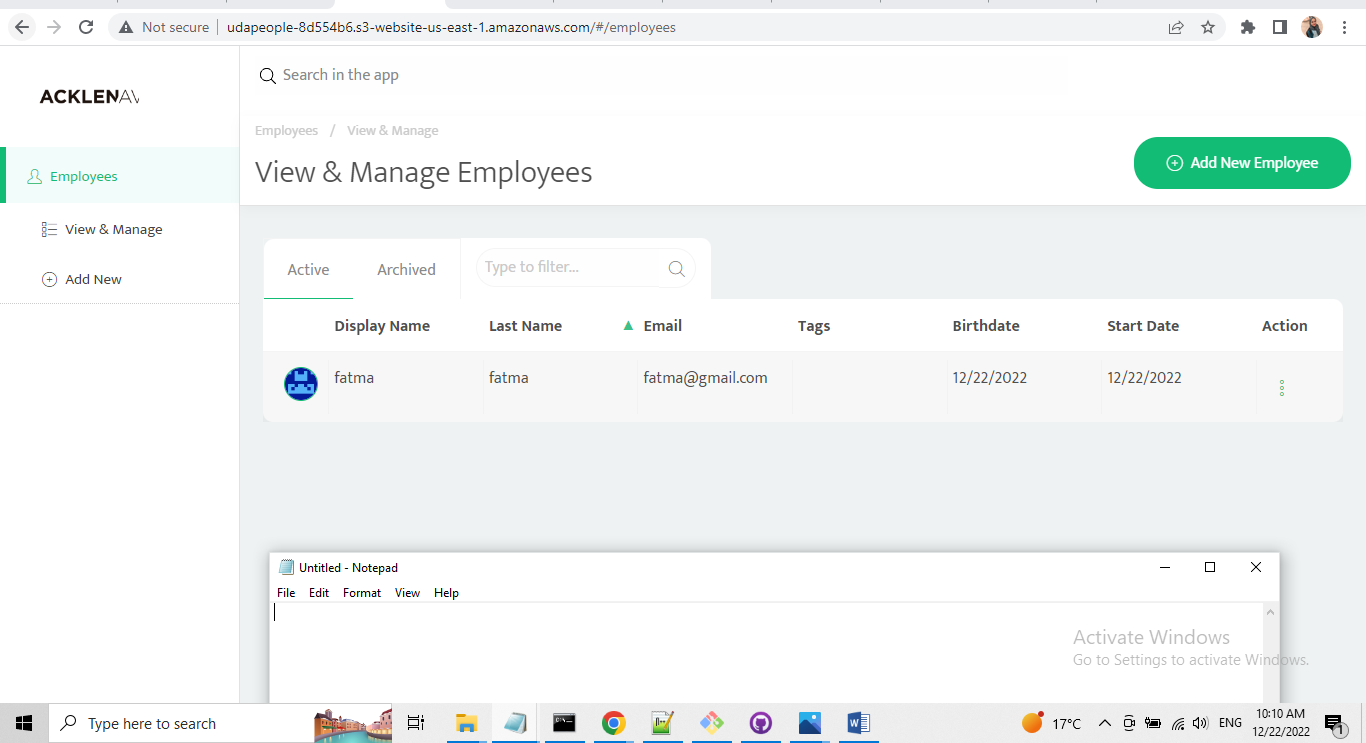 Not secure udapeople-8d554b6.s3-website-us-east-1.amazonaws.com/#/employees
ACKLENAV
Search in the app
Employees / View & Manage
View & Manage Employees
Add New Employee
Employees
View & Manage
Add New
Active Archived Type to filter...
Display Name Last Name Email Tags Birthdate Start Date Action
fatma fatma fatma@gmail.com 12/22/2022 12/22/2022
Untitled - Notepad
File Edit Format View Help
Activate Windows
Go to Settings to activate Windows.
Type here to search
17°C ENG
10:10 AM
12/22/2022
1